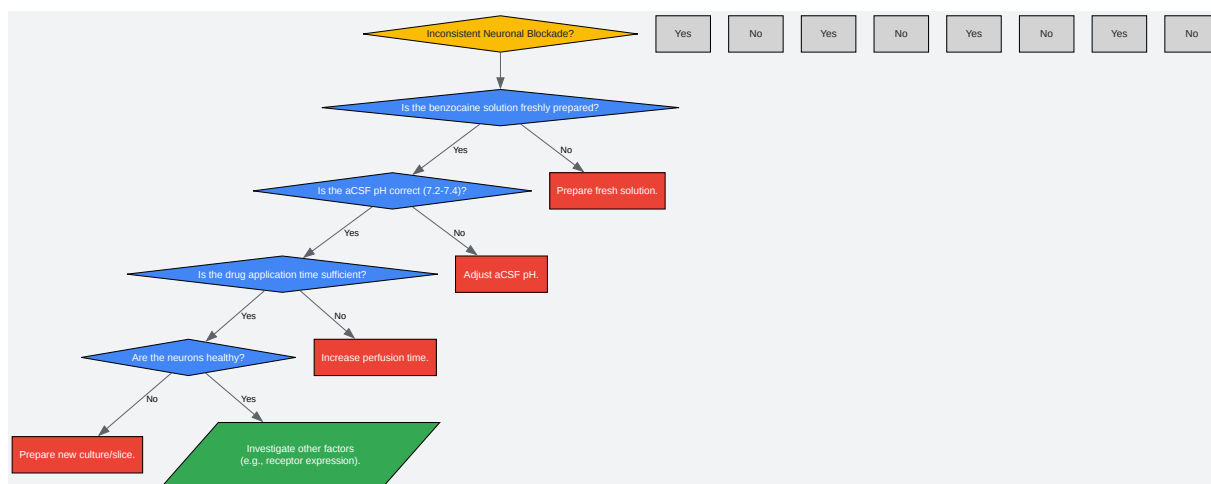 Inconsistent Neuronal Blockade?
Yes
No
Yes
No
Yes
No
Yes
No
Is the benzocaine solution freshly prepared?
Yes
No
Is the aCSF pH correct (7.2-7.4)?
Prepare fresh solution.
Yes
No
Is the drug application time sufficient?
Adjust aCSF pH.
Yes
No
Are the neurons healthy?
Increase perfusion time.
No
Yes
Prepare new culture/slice.
Investigate other factors
(e.g., receptor expression).